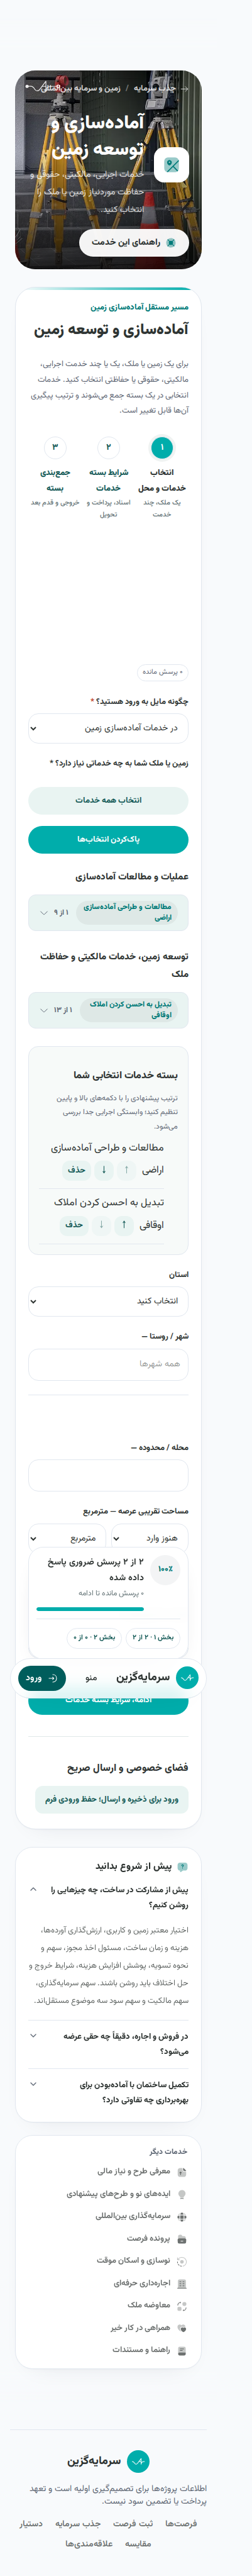 جذب سرمایه / زمین و سرمایه بین‌المللی
آماده‌سازی و
توسعه زمین
خدمات اجرایی، مالکیتی، حقوقی و
حفاظت موردنیاز زمین یا ملک را
انتخاب کنید.
راهنمای این خدمت
مسیر مستقل آماده‌سازی زمین
آماده‌سازی و توسعه زمین
برای یک زمین یا ملک، یک یا چند خدمت اجرایی،
مالکیتی، حقوقی یا حفاظتی انتخاب کنید. خدمات
انتخابی در یک بسته جمع می‌شوند و ترتیب پیگیری
آن‌ها قابل تغییر است.
۱
انتخاب
خدمات و محل
یک ملک، چند
خدمت
۲
شرایط بسته
خدمات
اسناد، پرداخت و
تحویل
۳
جمع‌بندی
بسته
خروجی و قدم بعد
۰ پرسش مانده
چگونه مایل به ورود هستید؟ *
در خدمات آماده‌سازی زمین
زمین یا ملک شما به چه خدماتی نیاز دارد؟ *
انتخاب همه خدمات
پاک‌کردن انتخاب‌ها
عملیات و مطالعات آماده‌سازی
مطالعات و طراحی آماده‌سازی
اراضی
۱ از ۹
توسعه زمین، خدمات مالکیتی و حفاظت
ملک
تبدیل به احسن کردن املاک
اوقافی
۱ از ۱۳
بسته خدمات انتخابی شما
ترتیب پیشنهادی را با دکمه‌های بالا و پایین
تنظیم کنید؛ وابستگی اجرایی جدا بررسی
می‌شود.
مطالعات و طراحی آماده‌سازی
اراضی ↑ ↓ حذف
تبدیل به احسن کردن املاک
اوقافی ↑ ↓ حذف
استان
انتخاب کنید
شهر / روستا —
همه شهرها
محله / محدوده —
مساحت تقریبی عرصه — مترمربع
هنوز وارد
مترمربع
۱۰۰٪
۲ از ۲ پرسش ضروری پاسخ
داده شده
۰ پرسش مانده تا ادامه
بخش ۱ · ۲ از ۲
بخش ۲ · ۰ از ۰
سرمایه‌گزین
منو
ورود
ادامه، شرایط بسته خدمات
فضای خصوصی و ارسال صریح
ورود برای ذخیره و ارسال؛ حفظ ورودی فرم
پیش از شروع بدانید
پیش از مشارکت در ساخت، چه چیزهایی را
روشن کنیم؟
اختیار معتبر زمین و کاربری، ارزش‌گذاری آورده‌ها،
هزینه و زمان ساخت، مسئول اخذ مجوز، سهم و
نحوه تسویه، پوشش افزایش هزینه، شرایط خروج و
حل اختلاف باید روشن باشند. سهم سرمایه‌گذاری،
سهم مالکیت و سهم سود سه موضوع مستقل‌اند.
در فروش و اجاره، دقیقاً چه حقی عرضه
می‌شود؟
تکمیل ساختمان با آماده‌بودن برای
بهره‌برداری چه تفاوتی دارد؟
خدمات دیگر
معرفی طرح و نیاز مالی
ایده‌های نو و طرح‌های پیشنهادی
سرمایه‌گذاری بین‌المللی
پرونده فرصت
نوسازی و اسکان موقت
اجاره‌داری حرفه‌ای
معاوضه ملک
همراهی در کار خیر
راهنما و مستندات
سرمایه‌گزین
اطلاعات پروژه‌ها برای تصمیم‌گیری اولیه است و تعهد
پرداخت یا تضمین سود نیست.
فرصت‌ها ثبت فرصت جذب سرمایه دستیار
مقایسه علاقه‌مندی‌ها